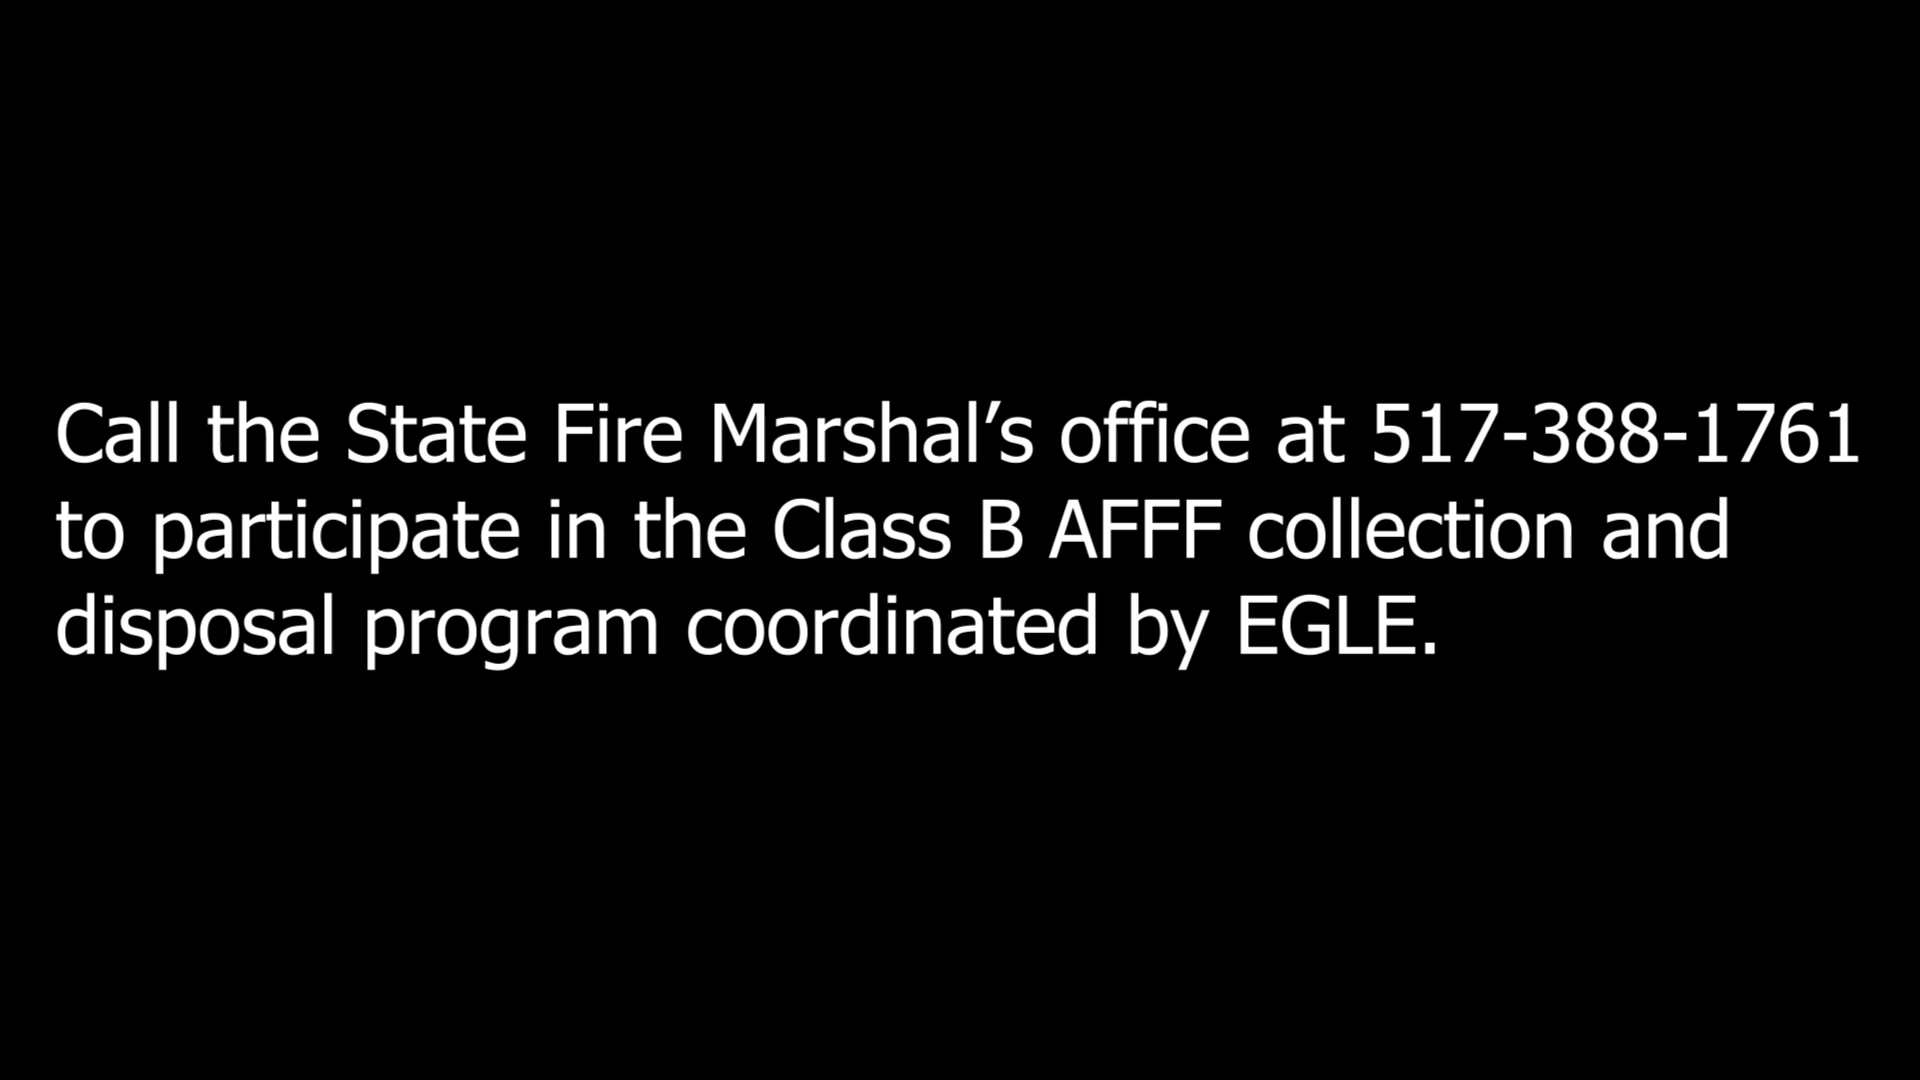 Call the State Fire Marshal’s office at 517-388-1761
to participate in the Class B AFFF collection and
disposal program coordinated by EGLE.